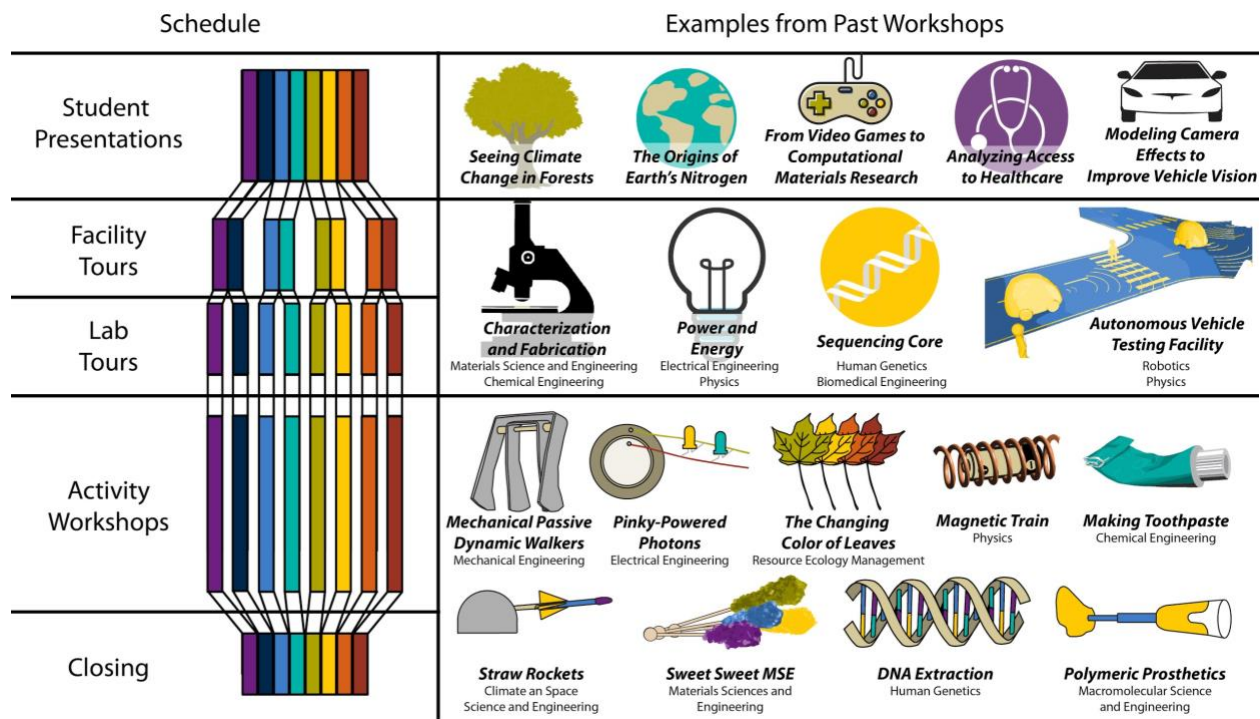 Schedule
Examples from Past Workshops
Student
Presentations
Seeing Climate
Change in Forests
The Origins of
Earth's Nitrogen
From Video Games to
Computational
Materials Research
Analyzing Access
to Healthcare
Modeling Camera
Effects to
Improve Vehicle Vision
Facility
Tours
Lab
Tours
Characterization
and Fabrication
Materials Science and Engineering
Chemical Engineering
Power and
Energy
Electrical Engineering
Physics
Sequencing Core
Human Genetics
Biomedical Engineering
Autonomous Vehicle
Testing Facility
Robotics
Physics
Activity
Workshops
Mechanical Passive
Dynamic Walkers
Mechanical Engineering
Pinky-Powered
Photons
Electrical Engineering
The Changing
Color of Leaves
Resource Ecology Management
Magnetic Train
Physics
Making Toothpaste
Chemical Engineering
Straw Rockets
Climate an Space
Science and Engineering
Sweet Sweet MSE
Materials Sciences and
Engineering
DNA Extraction
Human Genetics
Polymeric Prosthetics
Macromolecular Science
and Engineering
Closing